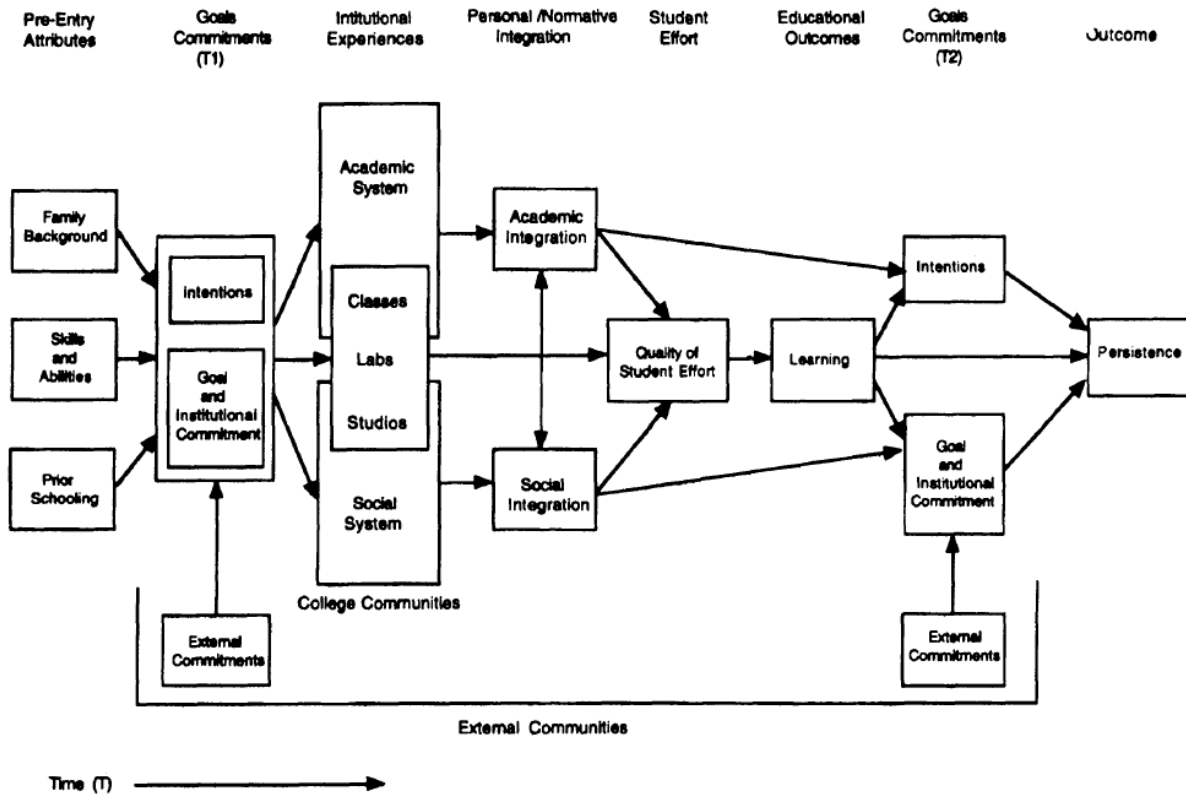 Pre-Entry
Attributes
Goals
Commitments
(T1)
Intitutional
Experiences
Personal /Normative
Integration
Student
Effort
Educational
Outcomes
Goals
Commitments
(T2)
Outcome
Family
Background
Skills
and
Abilities
Prior
Schooling
Intentions
Goal
and
Institutional
Commitment
External
Commitments
Academic
System
Classes
Labs
Studios
Social
System
College Communities
Academic
Integration
Social
Integration
Quality of
Student Effort
Learning
Intentions
Goal
and
Institutional
Commitment
External
Commitments
Persistence
External Communities
Time (T)